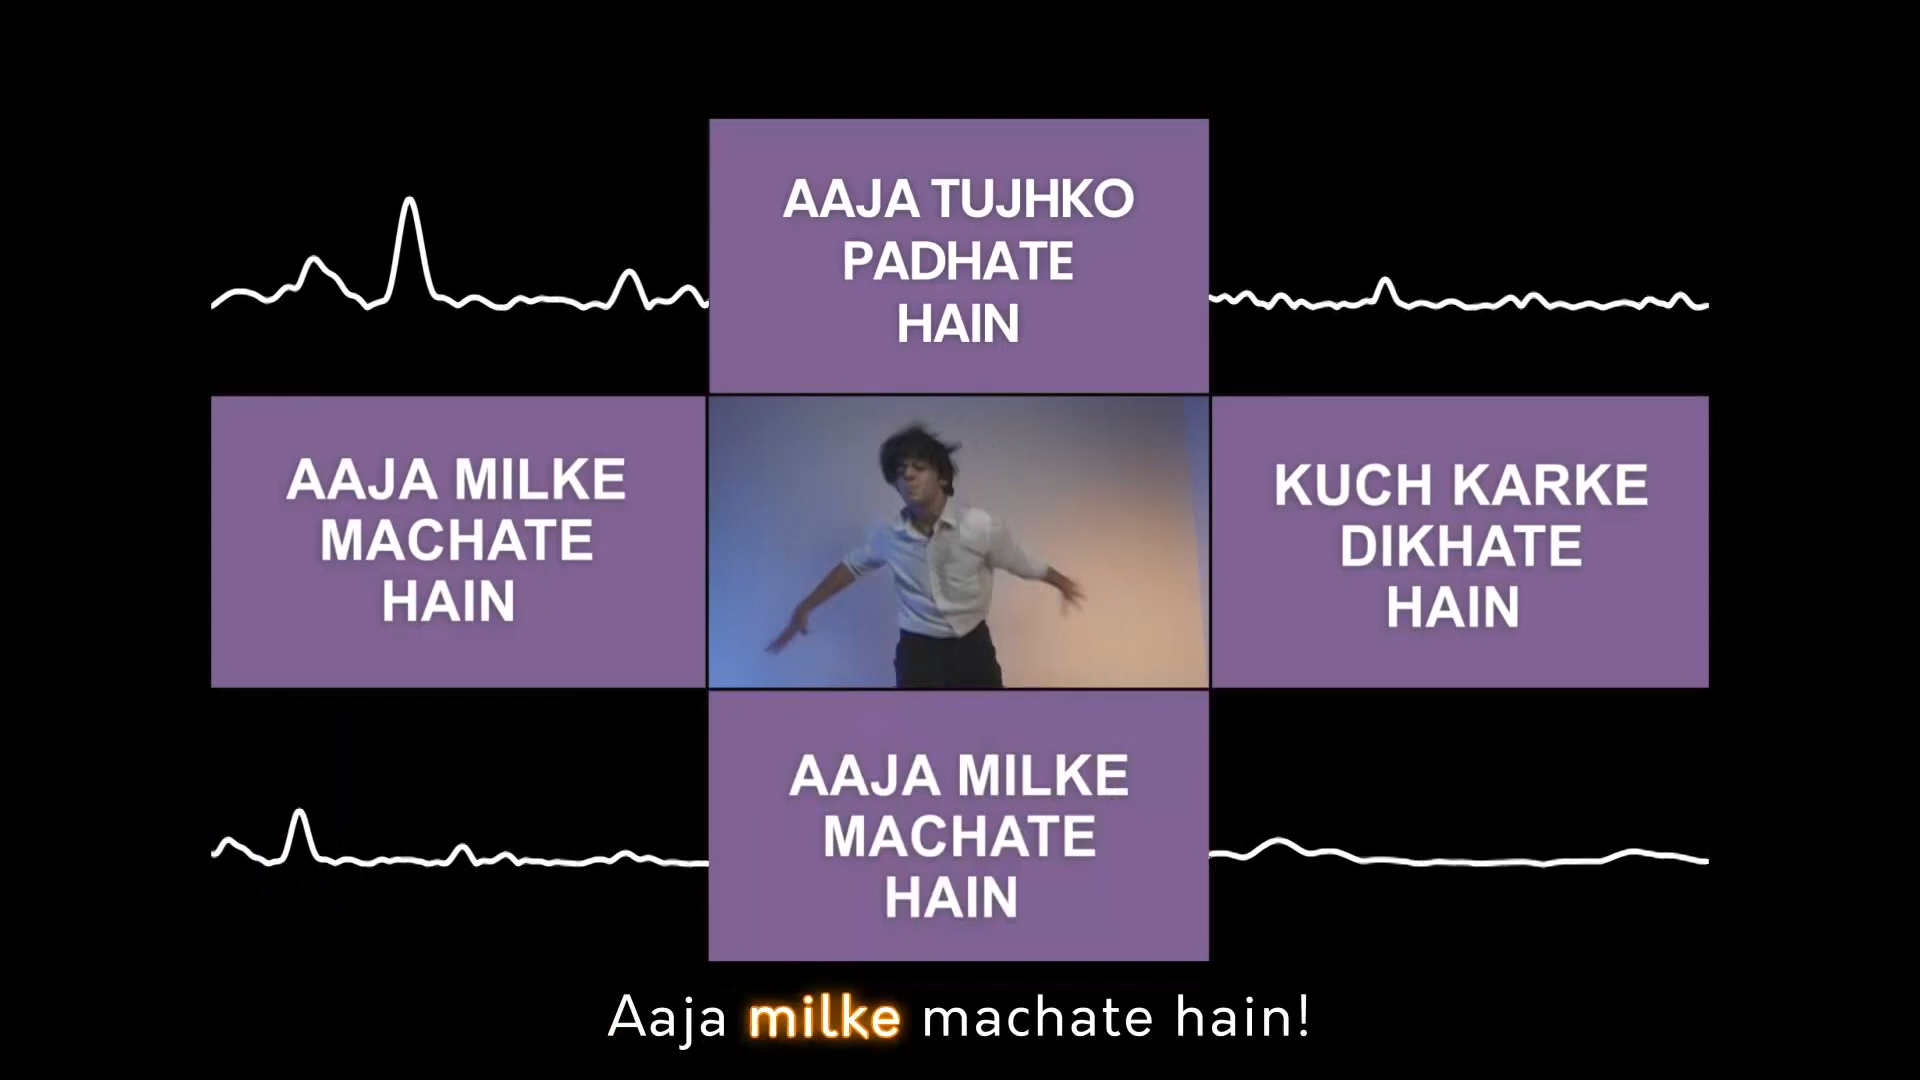 AAJA TUJHKO
PADHATE
HAIN
AAJA MILKE
MACHATE
HAIN
KUCH KARKE
DIKHATE
HAIN
AAJA MILKE
MACHATE
HAIN
Aaja milke machate hain!